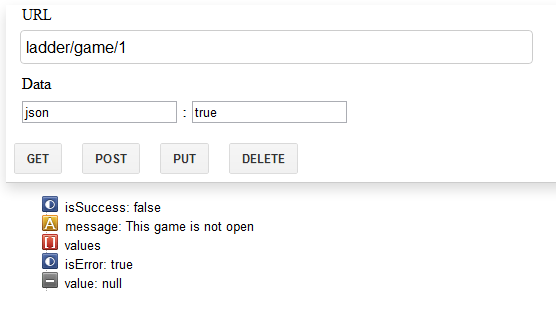 URL
ladder/game/1
Data
json : true
GET POST PUT DELETE
isSuccess: false
A message: This game is not open
[] values
isError: true
value: null